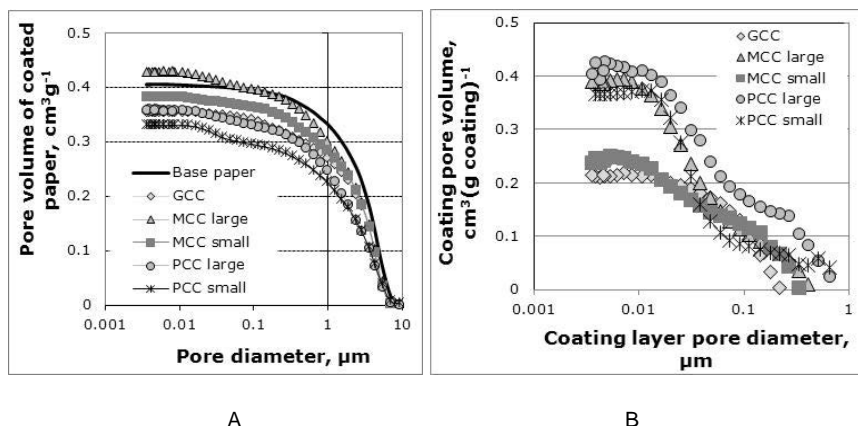 Pore volume of coated
paper, cm³g⁻¹
0.5
0.4
0.3
0.2
0.1
0
Base paper
GCC
MCC large
MCC small
PCC large
PCC small
0.001 0.01 0.1 1 10
Pore diameter, μm
A
Coating pore volume,
cm³(g coating)⁻¹
0.5
0.4
0.3
0.2
0.1
0
GCC
MCC large
MCC small
PCC large
PCC small
0.001 0.01 0.1 1
Coating layer pore diameter,
μm
B